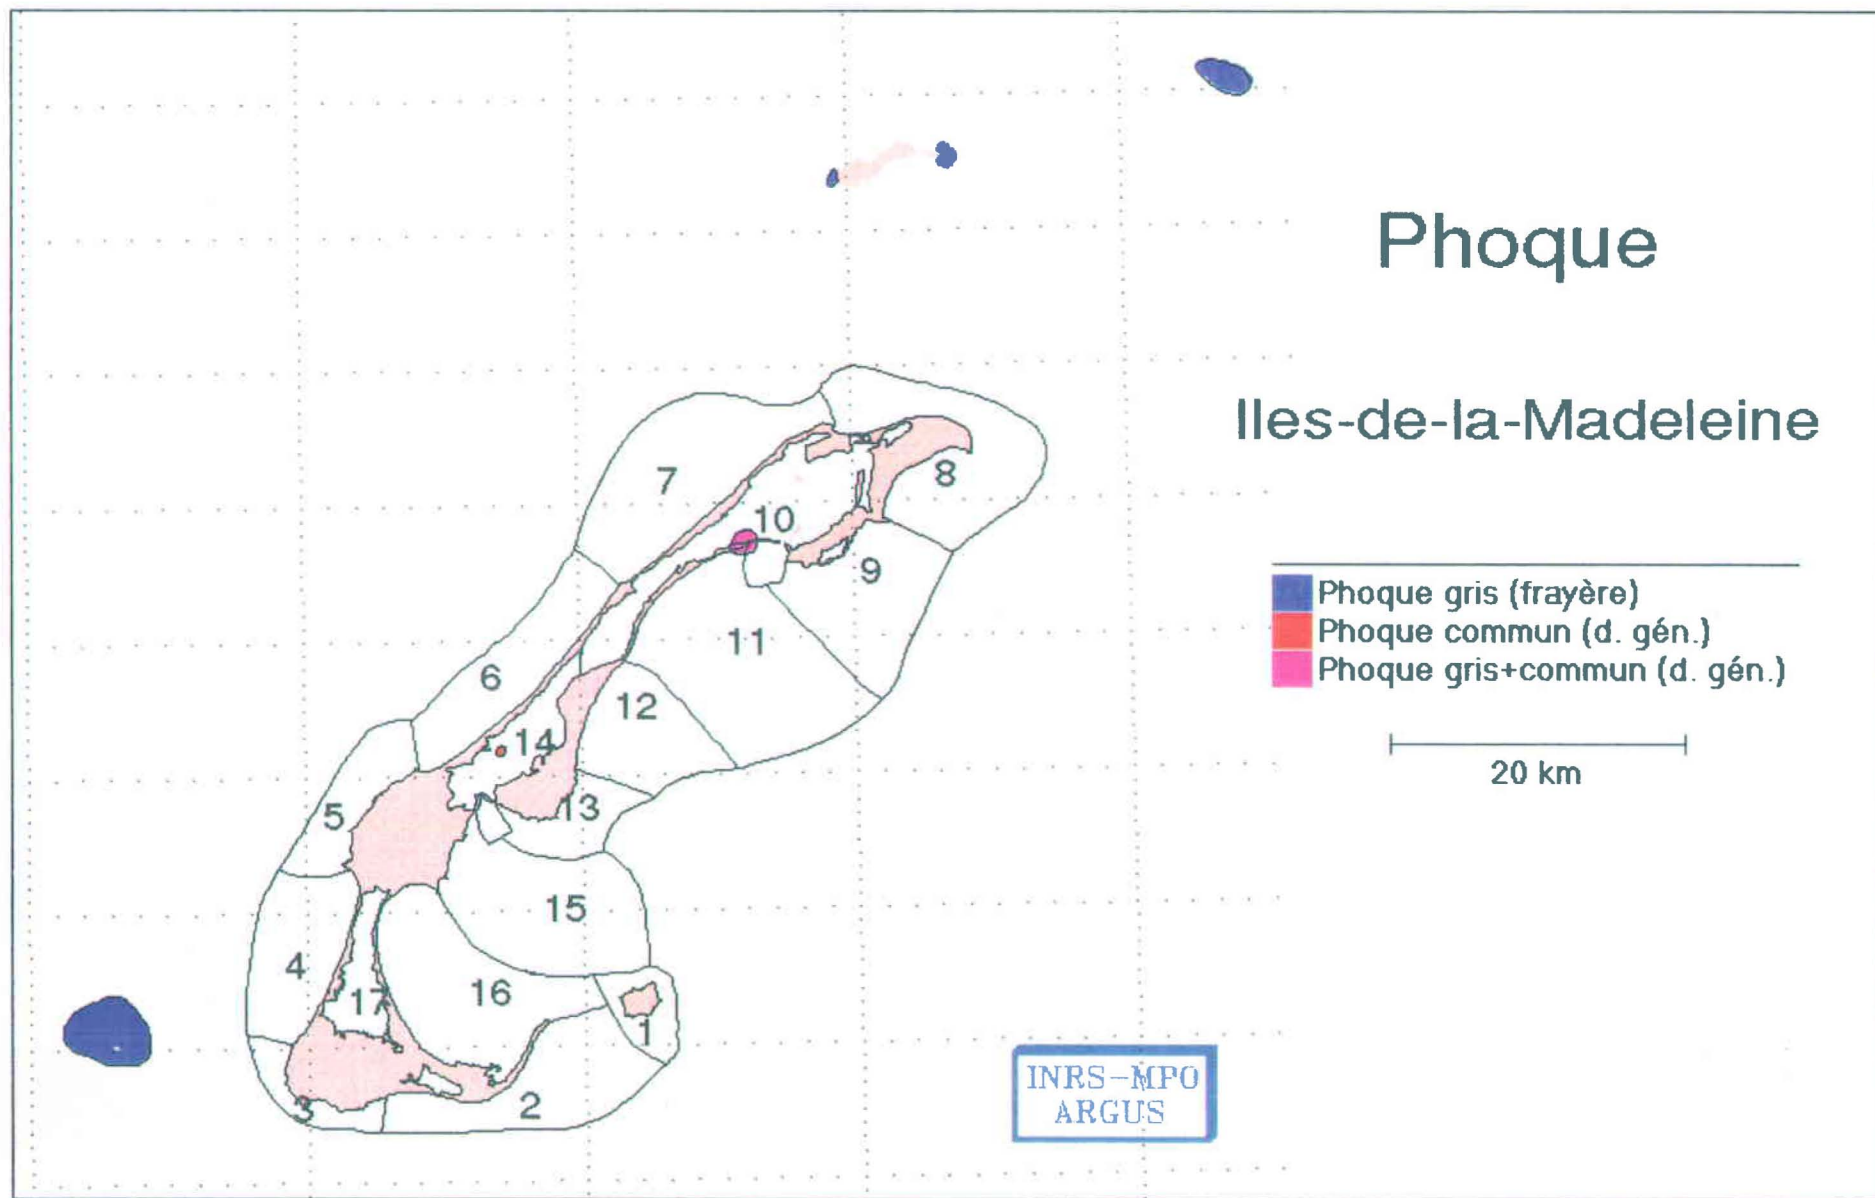 Phoque
Iles-de-la-Madeleine
7
8
10
9
11
6
12
14
5
13
15
4
16
17
1
3
2
Phoque gris (frayère)
Phoque commun (d. gén.)
Phoque gris+commun (d. gén.)
20 km
INRS-MPO
ARGUS